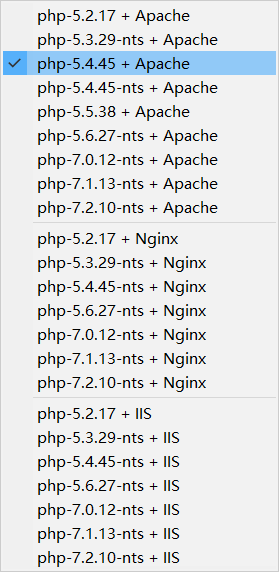 php-5.2.17 + Apache
php-5.3.29-nts + Apache
php-5.4.45 + Apache
php-5.4.45-nts + Apache
php-5.5.38 + Apache
php-5.6.27-nts + Apache
php-7.0.12-nts + Apache
php-7.1.13-nts + Apache
php-7.2.10-nts + Apache
php-5.2.17 + Nginx
php-5.3.29-nts + Nginx
php-5.4.45-nts + Nginx
php-5.6.27-nts + Nginx
php-7.0.12-nts + Nginx
php-7.1.13-nts + Nginx
php-7.2.10-nts + Nginx
php-5.2.17 + IIS
php-5.3.29-nts + IIS
php-5.4.45-nts + IIS
php-5.6.27-nts + IIS
php-7.0.12-nts + IIS
php-7.1.13-nts + IIS
php-7.2.10-nts + IIS